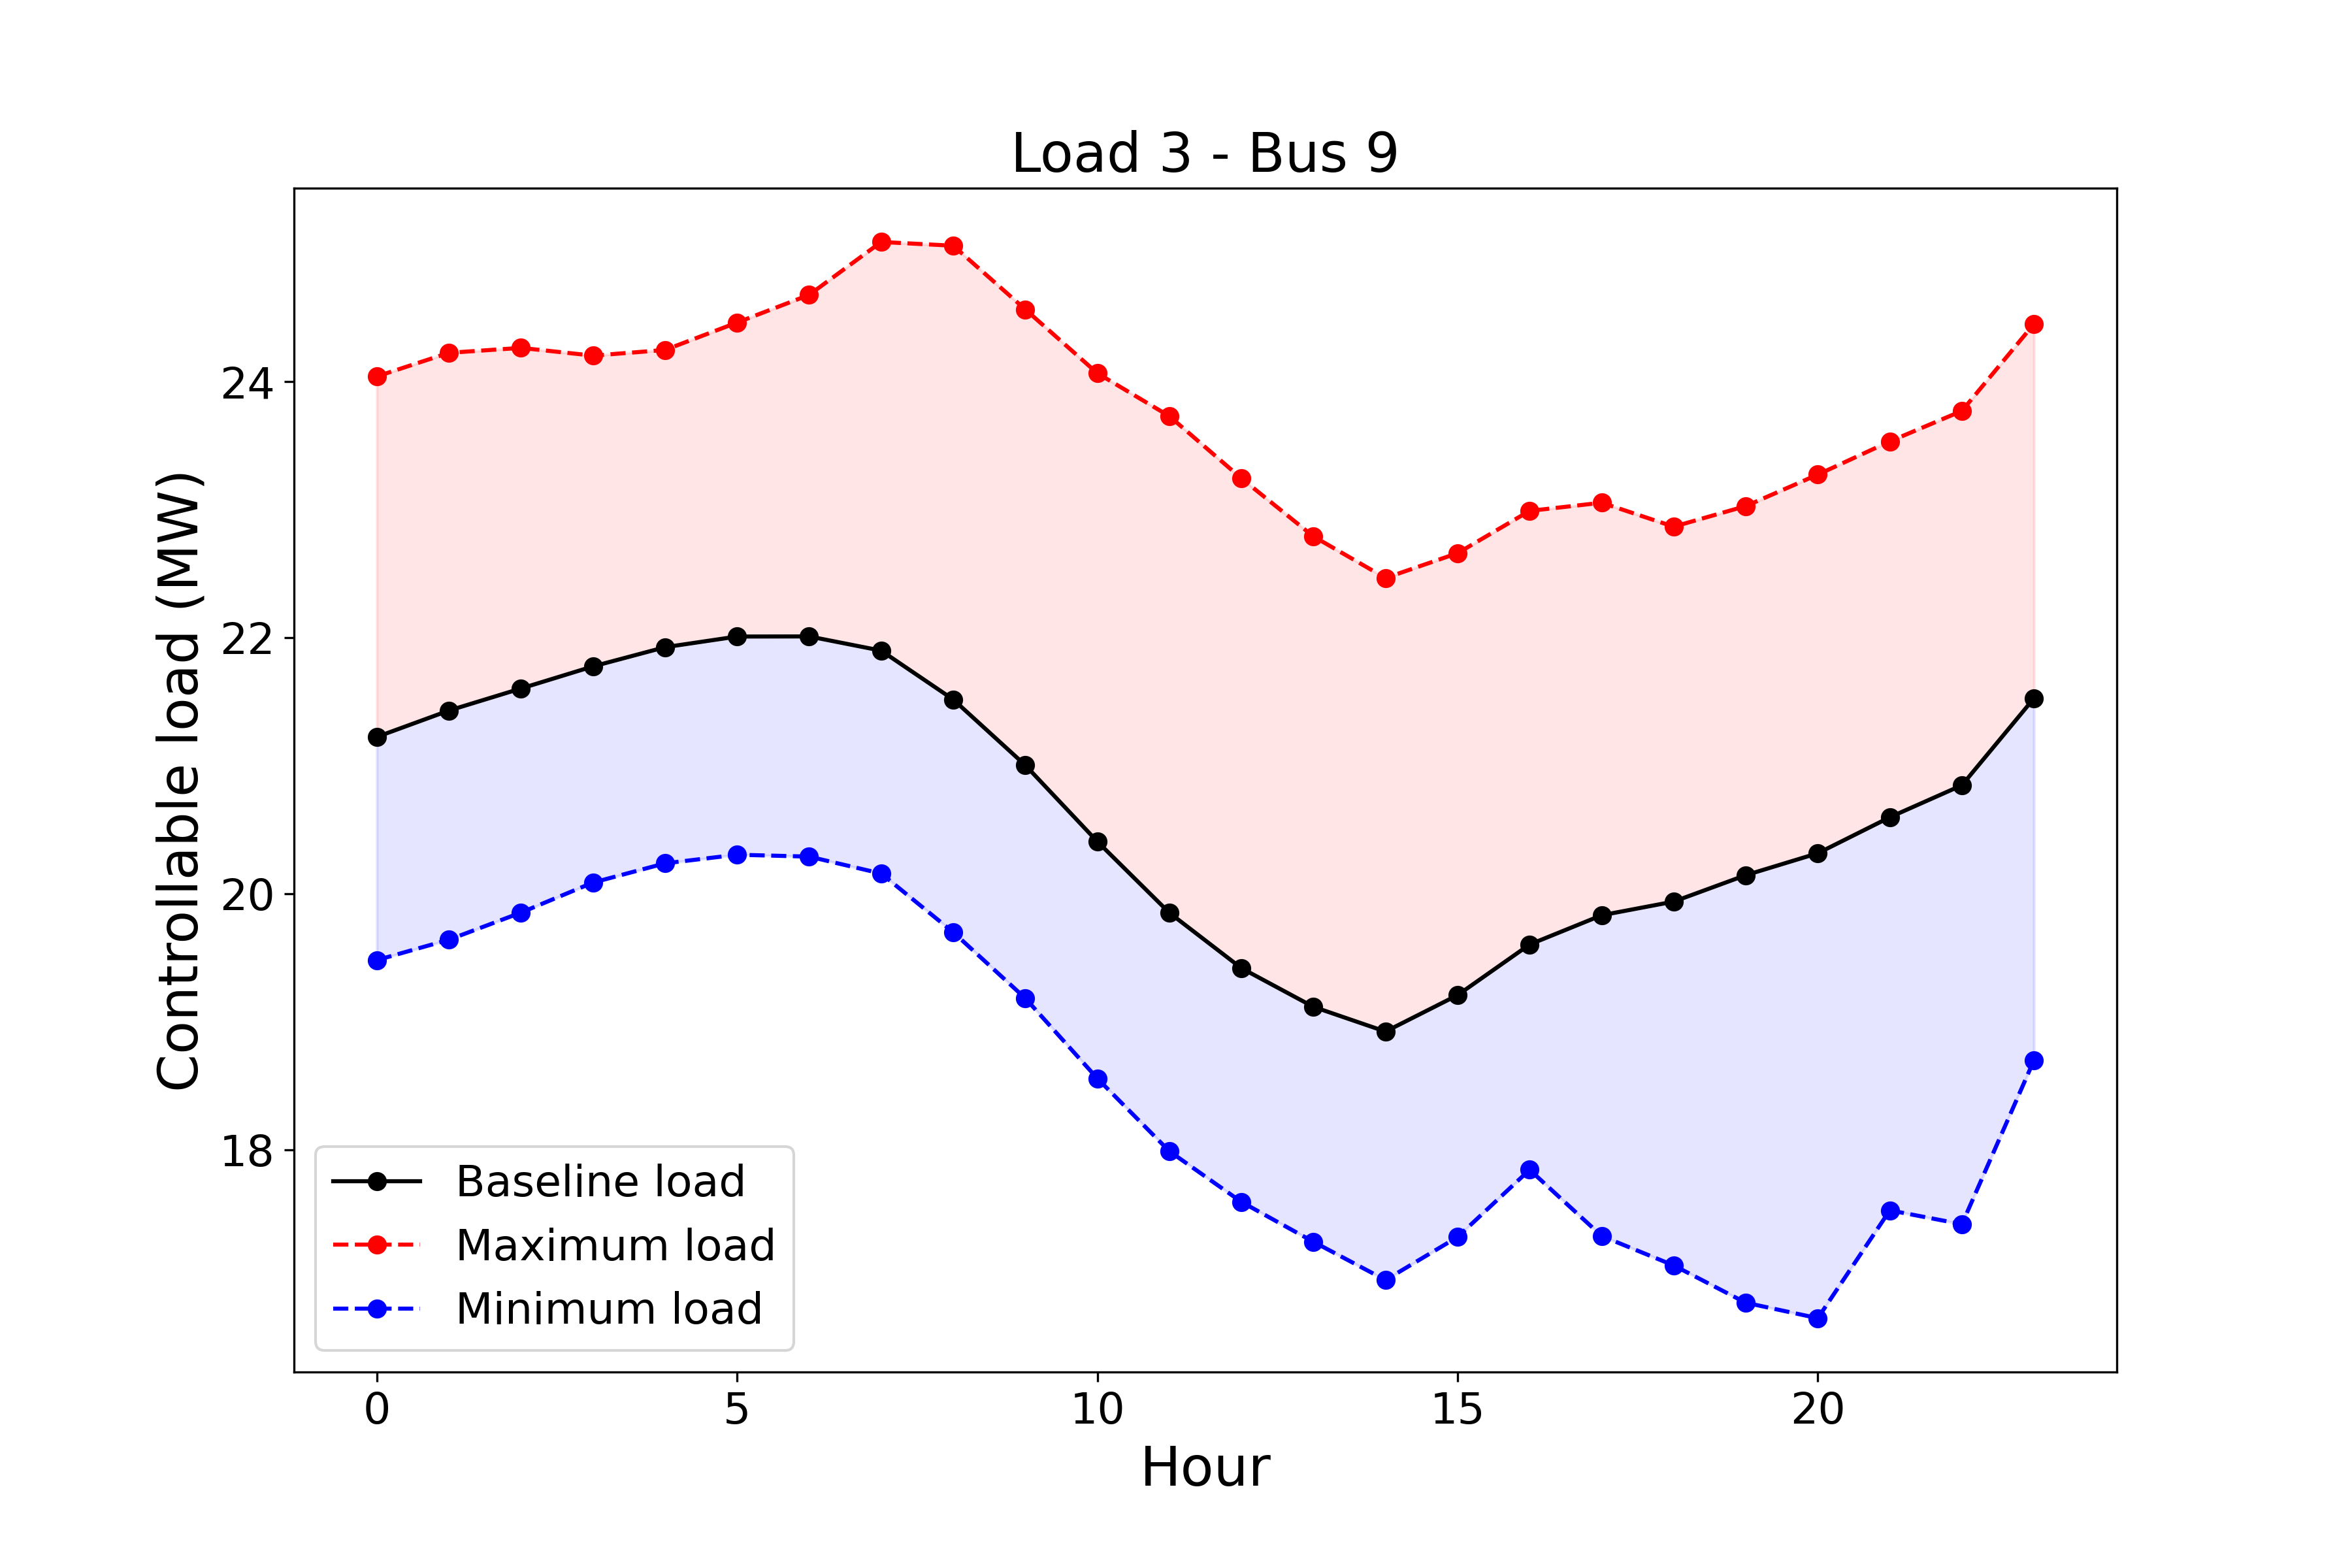 Load 3 - Bus 9
Controllable load (MW)
24
22
20
18
Baseline load
Maximum load
Minimum load
0 5 10 15 20
Hour